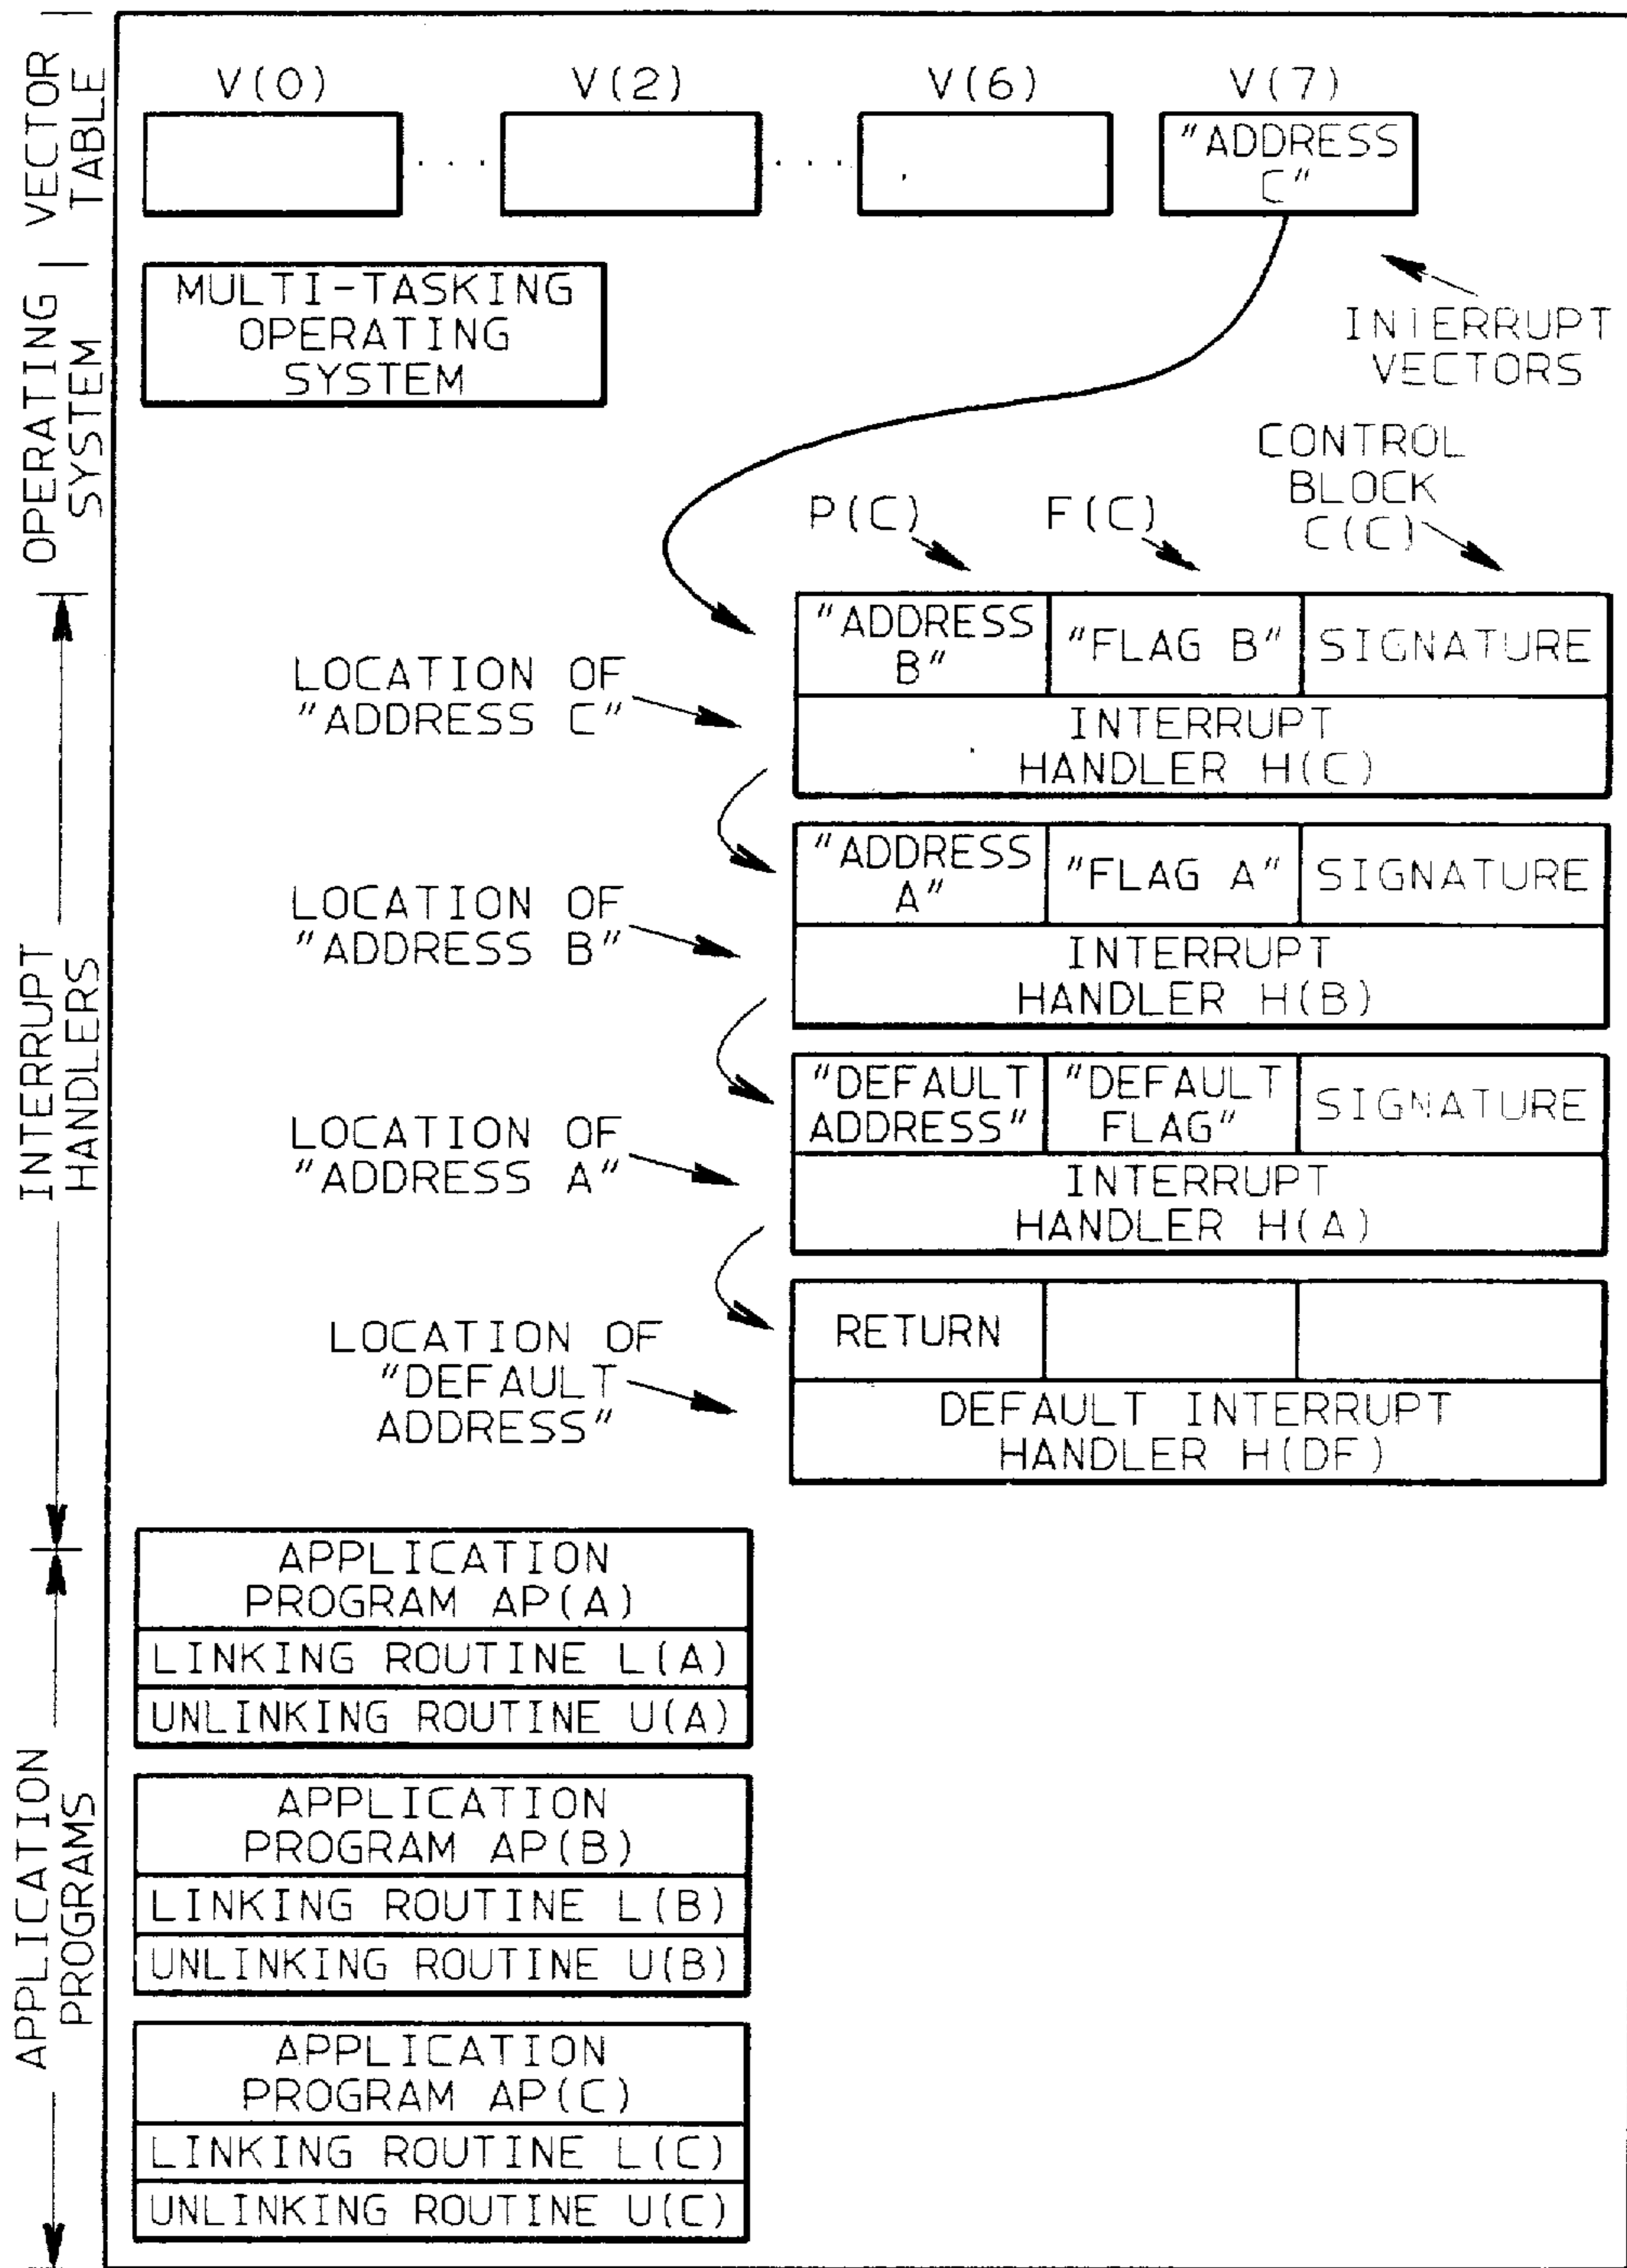 VECTOR
TABLE
V(0)
V(2)
V(6)
V(7)
. . .
. . .
"ADDRESS
C"
OPERATING
SYSTEM
MULTI-TASKING
OPERATING
SYSTEM
INTERRUPT
VECTORS
CONTROL
BLOCK
C(C)
P(C)
F(C)
INTERRUPT
HANDLERS
LOCATION OF
"ADDRESS C"
"ADDRESS
B"
"FLAG B"
SIGNATURE
INTERRUPT
HANDLER H(C)
LOCATION OF
"ADDRESS B"
"ADDRESS
A"
"FLAG A"
SIGNATURE
INTERRUPT
HANDLER H(B)
LOCATION OF
"ADDRESS A"
"DEFAULT
ADDRESS"
"DEFAULT
FLAG"
SIGNATURE
INTERRUPT
HANDLER H(A)
LOCATION OF
"DEFAULT
ADDRESS"
RETURN
DEFAULT INTERRUPT
HANDLER H(DF)
APPLICATION
PROGRAMS
APPLICATION
PROGRAM AP(A)
LINKING ROUTINE L(A)
UNLINKING ROUTINE U(A)
APPLICATION
PROGRAM AP(B)
LINKING ROUTINE L(B)
UNLINKING ROUTINE U(B)
APPLICATION
PROGRAM AP(C)
LINKING ROUTINE L(C)
UNLINKING ROUTINE U(C)